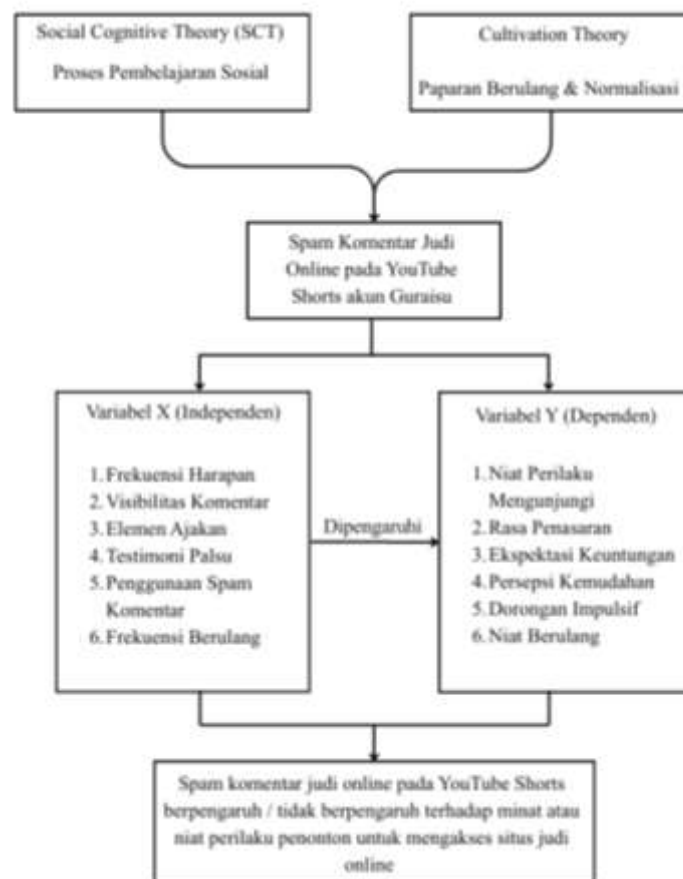 Social Cognitive Theory (SCT)
Proses Pembelajaran Sosial
Cultivation Theory
Paparan Berulang & Normalisasi
Spam Komentar Judi
Online pada YouTube
Shorts akun Guraisu
Variabel X (Independen)
1. Frekuensi Harapan
2. Visibilitas Komentar
3. Elemen Ajakan
4. Testimoni Palsu
5. Penggunaan Spam
Komentar
6. Frekuensi Berulang
Dipengaruhi
Variabel Y (Dependen)
1. Niat Perilaku
Mengunjungi
2. Rasa Penasaran
3. Ekspektasi Keuntungan
4. Persepsi Kemudahan
5. Dorongan Impulsif
6. Niat Berulang
Spam komentar judi online pada YouTube Shorts
berpengaruh / tidak berpengaruh terhadap minat atau
niat perilaku penonton untuk mengakses situs judi
online